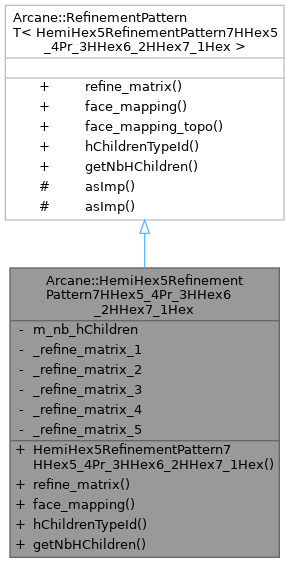 Arcane::RefinementPattern
T< HemiHex5RefinementPattern7HHex5
_4Pr_3HHex6_2HHex7_1Hex >
+ refine_matrix()
+ face_mapping()
+ face_mapping_topo()
+ hChildrenTypeId()
+ getNbHChildren()
# asImp()
# asImp()
Arcane::HemiHex5Refinement
Pattern7HHex5_4Pr_3HHex6
_2HHex7_1Hex
- m_nb_hChildren
- _refine_matrix_1
- _refine_matrix_2
- _refine_matrix_3
- _refine_matrix_4
- _refine_matrix_5
+ HemiHex5RefinementPattern7
HHex5_4Pr_3HHex6_2HHex7_1Hex()
+ refine_matrix()
+ face_mapping()
+ hChildrenTypeId()
+ getNbHChildren()